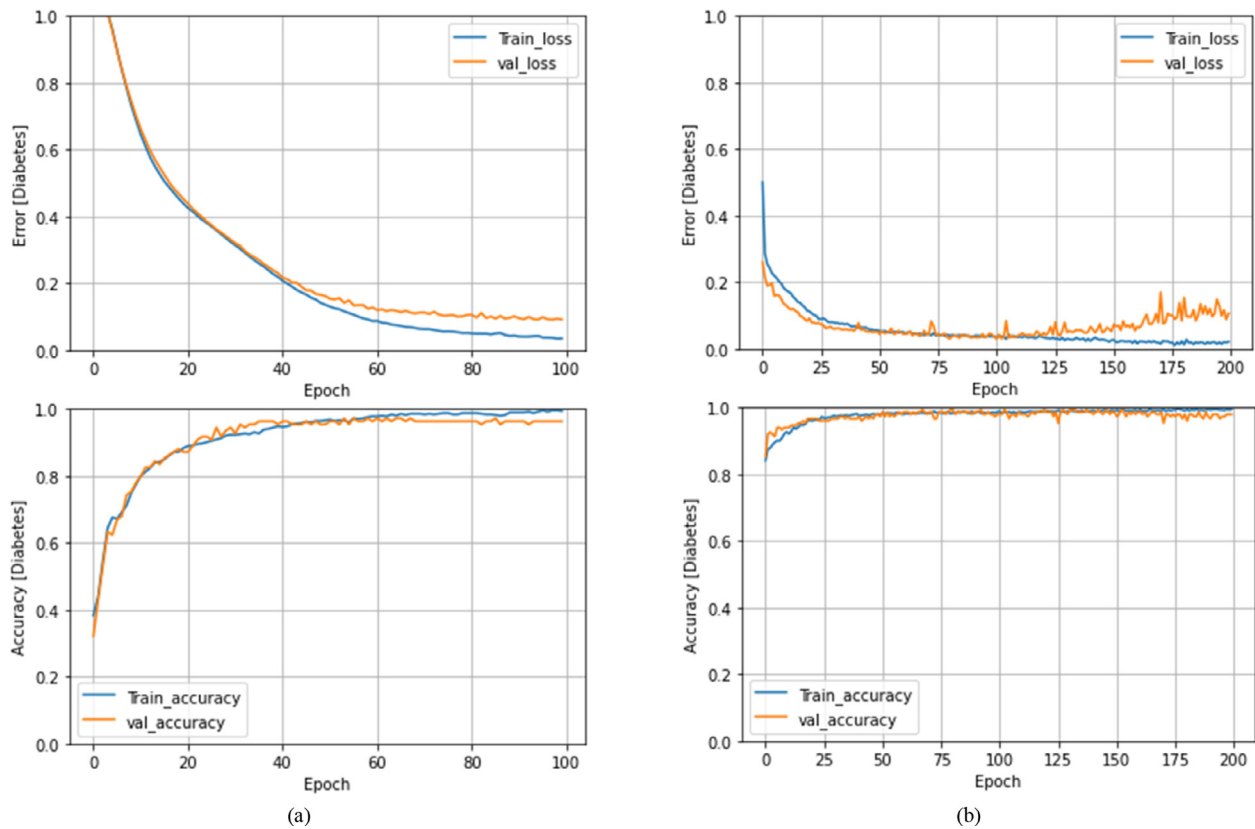 1.0
0.8
0.6
0.4
0.2
0.0
Error [Diabetes]
Train_loss
val_loss
0 20 40 60 80 100
Epoch
1.0
0.8
0.6
0.4
0.2
0.0
Accuracy [Diabetes]
Train_accuracy
val_accuracy
0 20 40 60 80 100
Epoch
(a)
1.0
0.8
0.6
0.4
0.2
0.0
Error [Diabetes]
Train_loss
val_loss
0 25 50 75 100 125 150 175 200
Epoch
1.0
0.8
0.6
0.4
0.2
0.0
Accuracy [Diabetes]
Train_accuracy
val_accuracy
0 25 50 75 100 125 150 175 200
Epoch
(b)